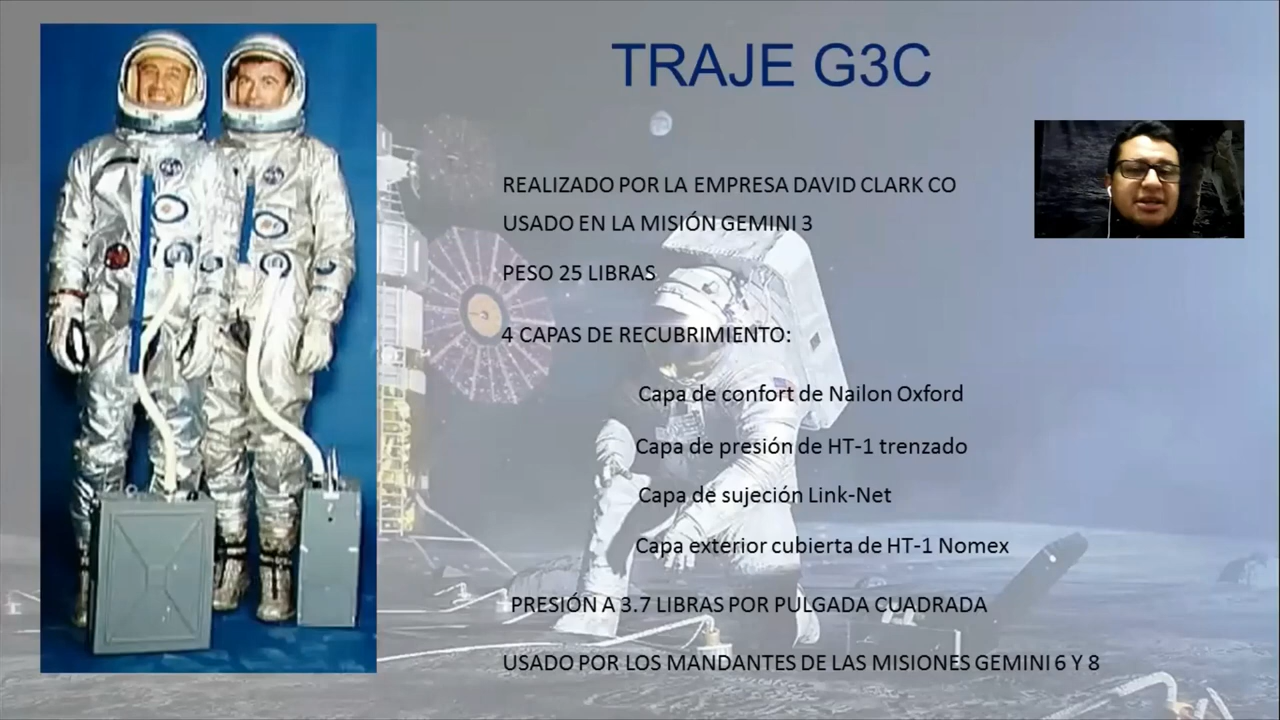 TRAJE G3C
REALIZADO POR LA EMPRESA DAVID CLARK CO
USADO EN LA MISIÓN GEMINI 3
PESO 25 LIBRAS
4 CAPAS DE RECUBRIMIENTO:
Capa de confort de Nailon Oxford
Capa de presión de HT-1 trenzado
Capa de sujeción Link-Net
Capa exterior cubierta de HT-1 Nomex
PRESIÓN A 3.7 LIBRAS POR PULGADA CUADRADA
USADO POR LOS MANDANTES DE LAS MISIONES GEMINI 6 Y 8